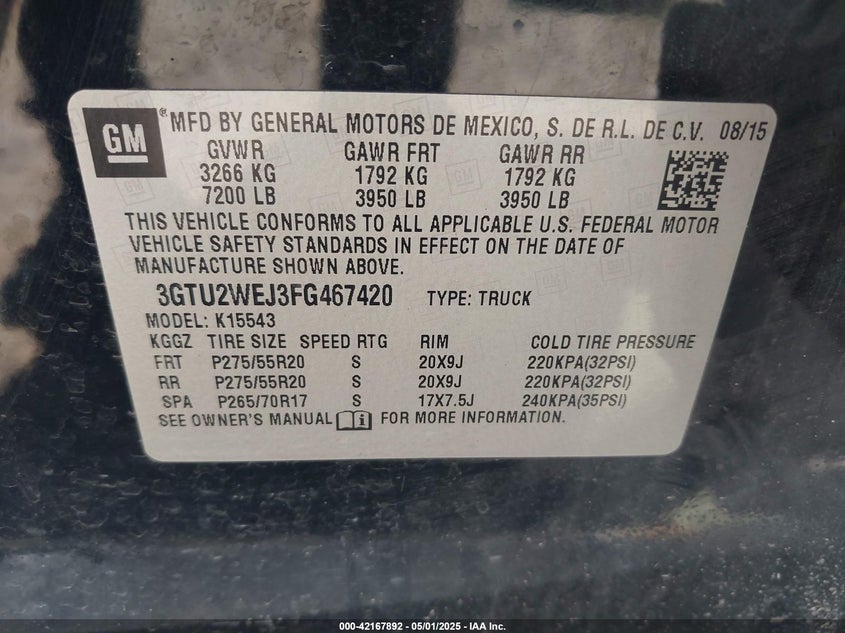 GM ® MFD BY GENERAL MOTORS DE MEXICO, S. DE R.L. DE C.V. 08/15
GVWR GAWR FRT GAWR RR
3266 KG 1792 KG 1792 KG
7200 LB 3950 LB 3950 LB
THIS VEHICLE CONFORMS TO ALL APPLICABLE U.S. FEDERAL MOTOR
VEHICLE SAFETY STANDARDS IN EFFECT ON THE DATE OF
MANUFACTURE SHOWN ABOVE.
3GTU2WEJ3FG467420 TYPE: TRUCK
MODEL: K15543
KGGZ TIRE SIZE SPEED RTG RIM COLD TIRE PRESSURE
FRT P275/55R20 S 20X9J 220KPA(32PSI)
RR P275/55R20 S 20X9J 220KPA(32PSI)
SPA P265/70R17 S 17X7.5J 240KPA(35PSI)
SEE OWNER'S MANUAL i FOR MORE INFORMATION.
000-42167892 - 05/01/2025 - IAA Inc.